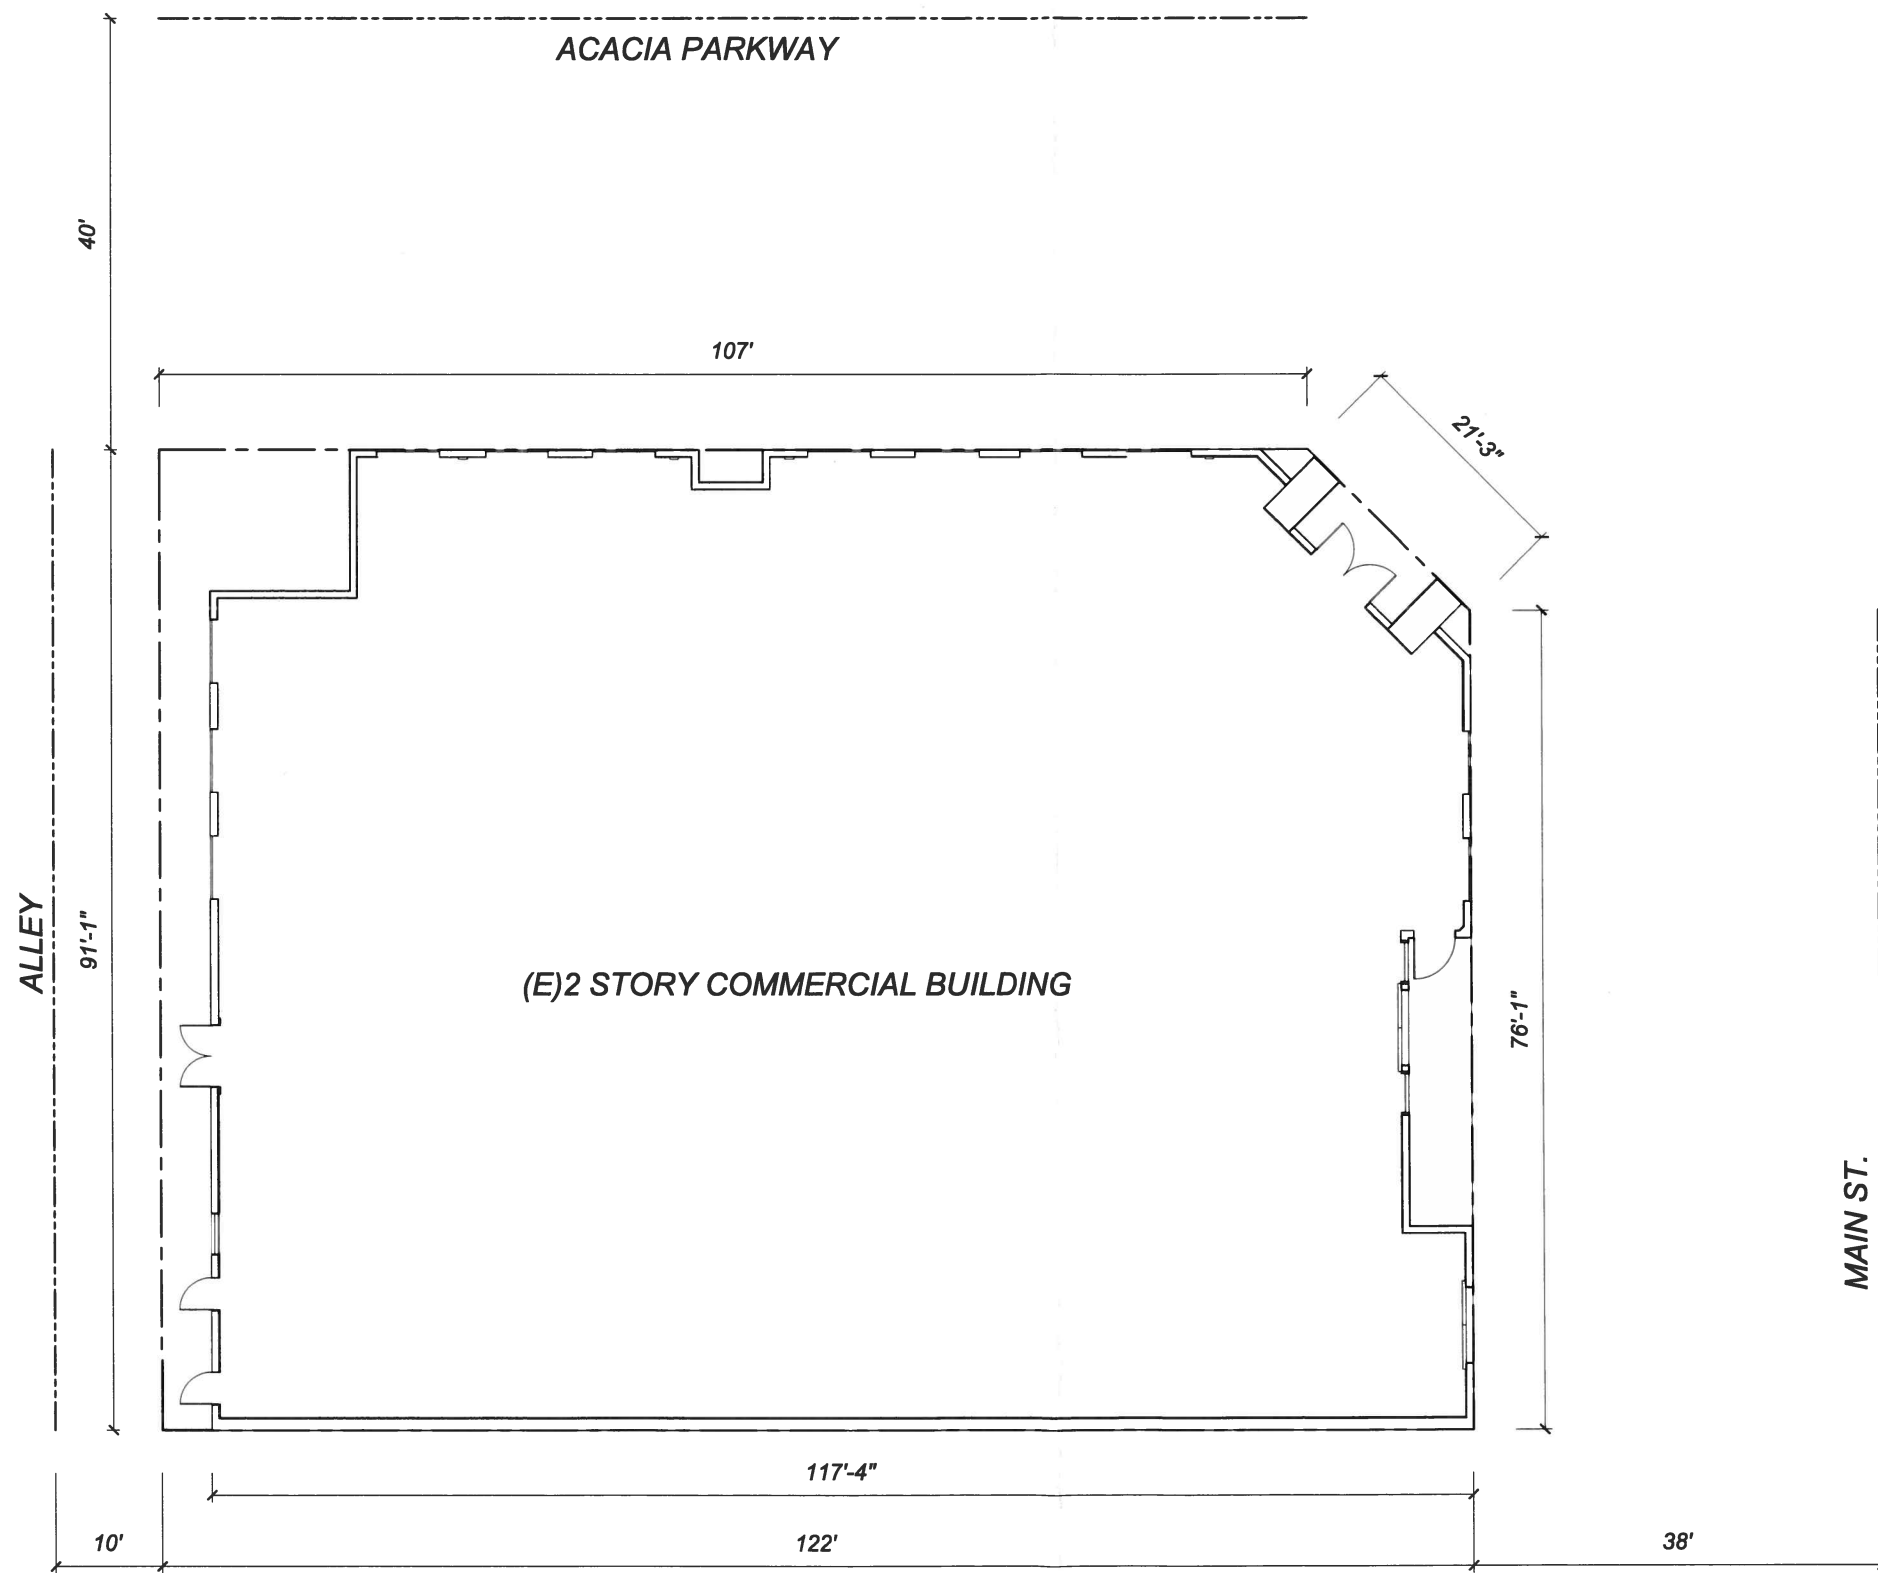 ACACIA PARKWAY
40'
107'
21'-3"
ALLEY
91'-1"
(E)2 STORY COMMERCIAL BUILDING
76'-1"
MAIN ST.
117'-4"
10'
122'
38'